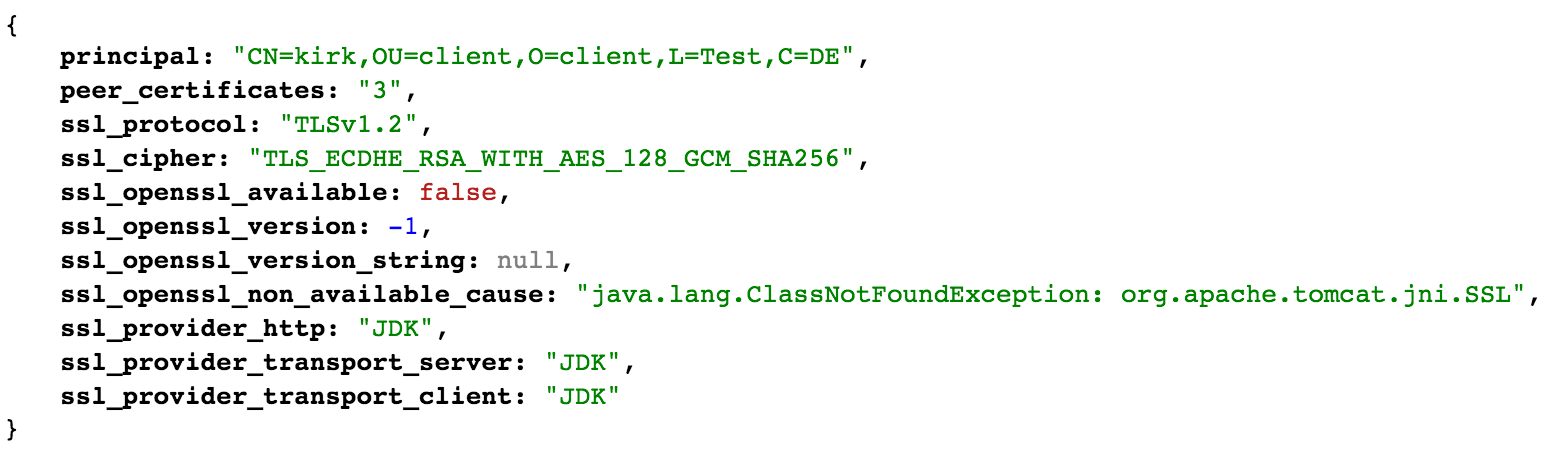 {
    principal: "CN=kirk,OU=client,O=client,L=Test,C=DE",
    peer_certificates: "3",
    ssl_protocol: "TLSv1.2",
    ssl_cipher: "TLS_ECDHE_RSA_WITH_AES_128_GCM_SHA256",
    ssl_openssl_available: false,
    ssl_openssl_version: -1,
    ssl_openssl_version_string: null,
    ssl_openssl_non_available_cause: "java.lang.ClassNotFoundException: org.apache.tomcat.jni.SSL",
    ssl_provider_http: "JDK",
    ssl_provider_transport_server: "JDK",
    ssl_provider_transport_client: "JDK"
}